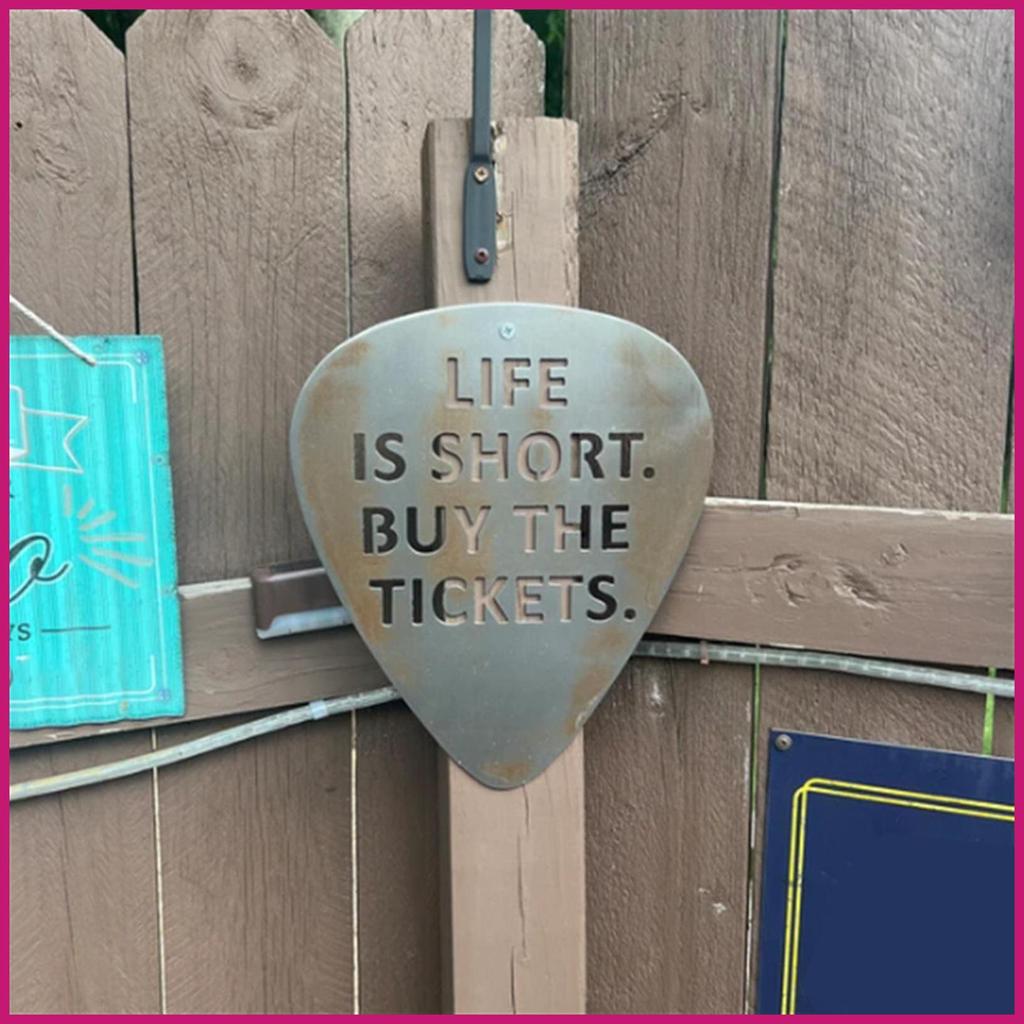 LIFE
IS SHORT.
BUY THE
TICKETS.